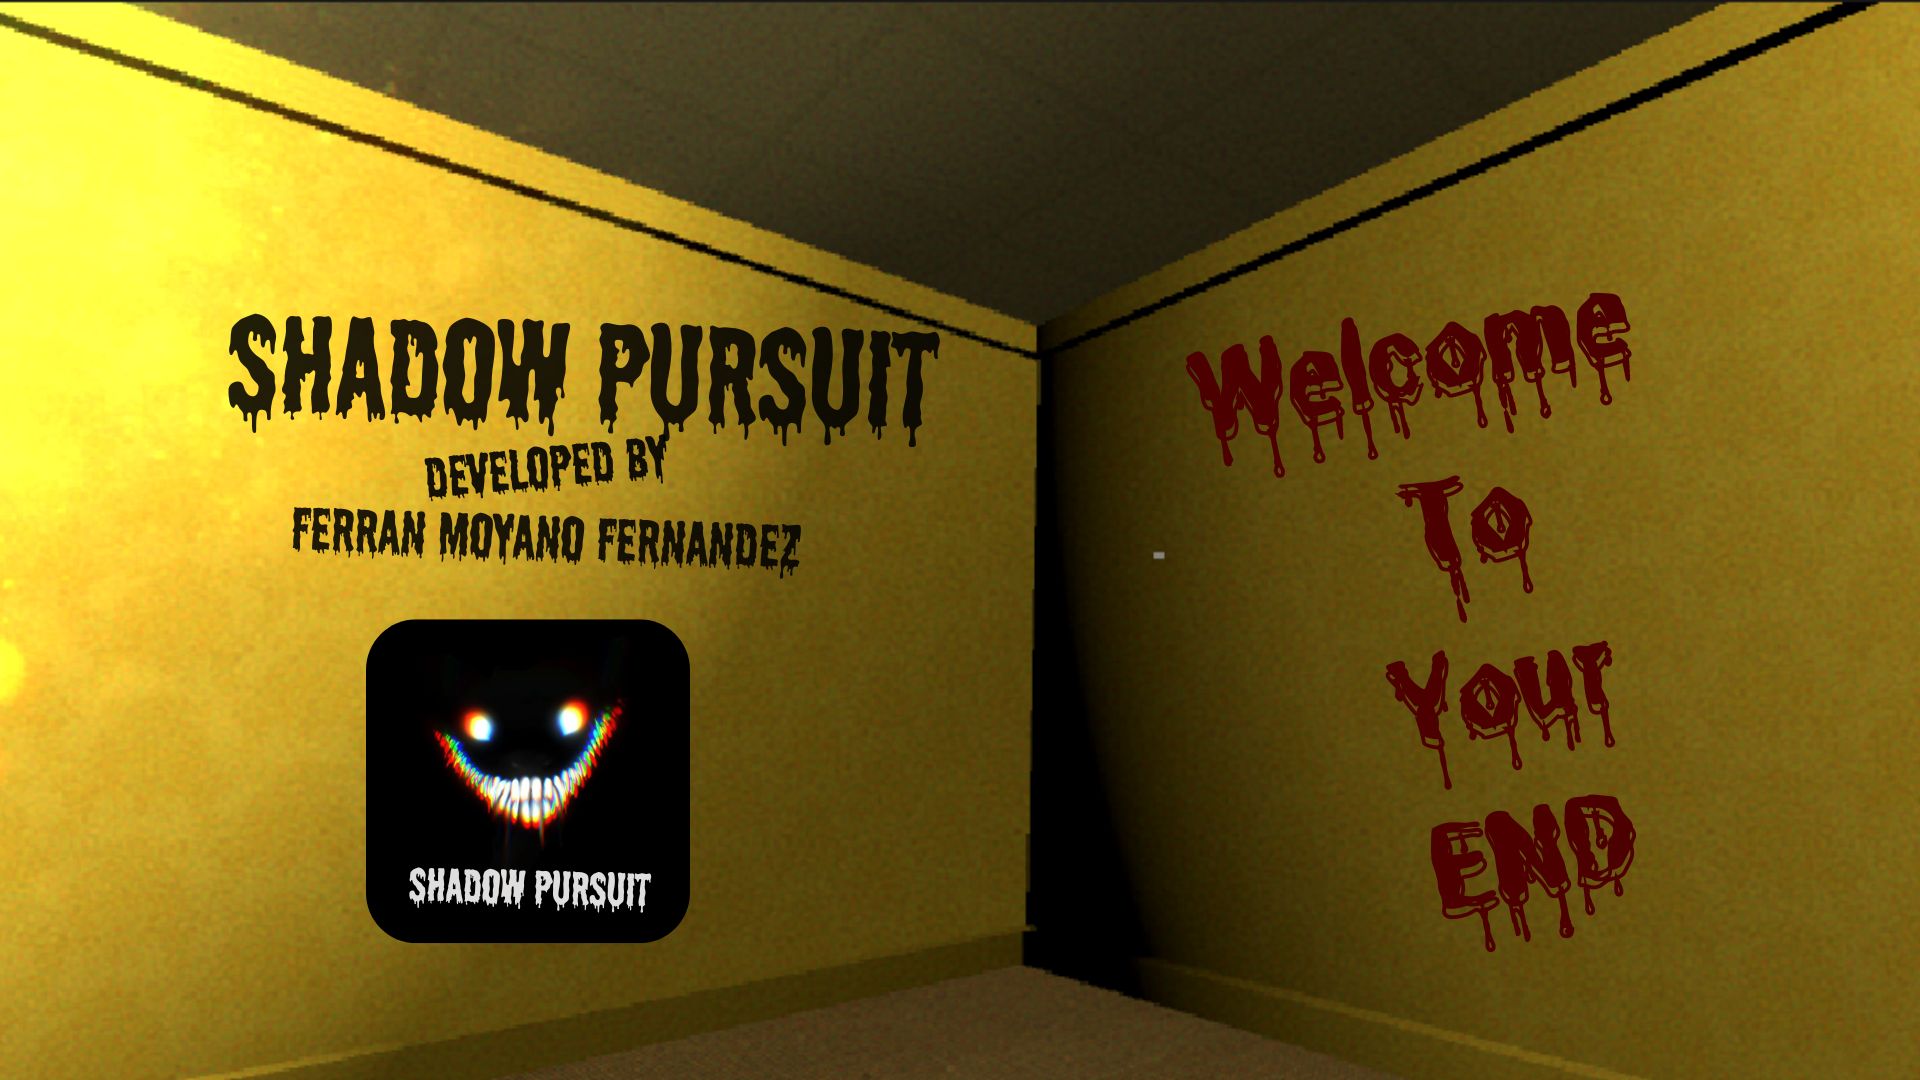 SHADOW PURSUIT
DEVELOPED BY
FERRAN MOYANO FERNANDEZ
SHADOW PURSUIT
Welcome
To
Your
END